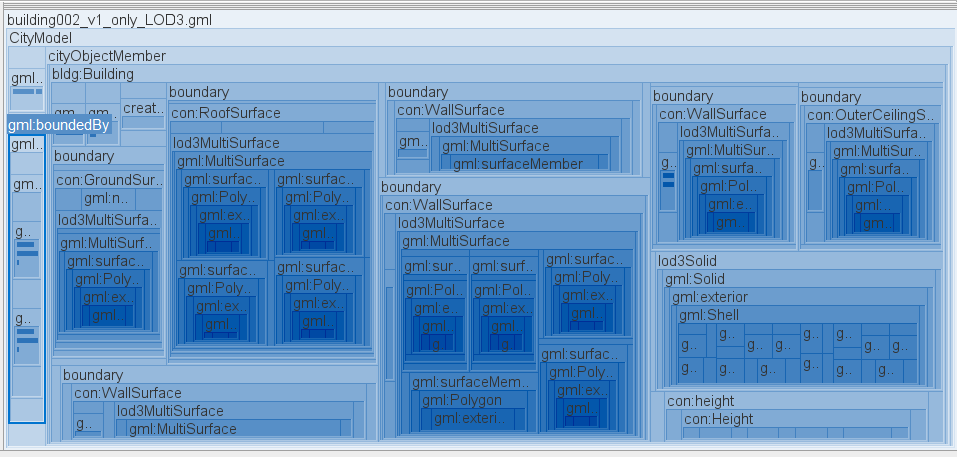 building002_v1_only_LOD3.gml
CityModel
gml..
gml:boundedBy
gml..
gm..
g..
g..
cityObjectMember
bldg:Building
gm..
gm..
creat..
boundary
con:GroundSur..
gml:n..
lod3MultiSurfa..
gml:MultiSurf..
gml:surfac..
gml:Poly..
gml:ex..
gml..
boundary
con:RoofSurface
lod3MultiSurface
gml:MultiSurface
gml:surfac..
gml:Poly..
gml:ex..
gml..
gml:surfac..
gml:Poly..
gml:ex..
gml..
gml:surfac..
gml:Poly..
gml:ex..
gml..
gml:surfac..
gml:Poly..
gml:ex..
gml..
boundary
con:WallSurface
g..
lod3MultiSurface
gml:MultiSurface
boundary
con:WallSurface
gm..
lod3MultiSurface
gml:MultiSurface
gml:surfaceMember
boundary
con:WallSurface
lod3MultiSurface
gml:MultiSurface
gml:sur..
gml:Pol..
gml:e..
gml..
g..
gml:surf..
gml:Pol..
gml:ex..
gml..
g..
gml:surfac..
gml:Poly..
gml:ex..
gml..
gml:surfaceMem..
gml:Polygon
gml:exteri..
gml:surfac..
gml:Poly..
gml:ex..
gml..
boundary
con:WallSurface
g..
lod3MultiSurfa..
gml:MultiSur..
gml:surfa..
gml:Pol..
gml:e..
gm..
boundary
con:OuterCeilingS..
g..
lod3MultiSurfa..
gml:MultiSur..
gml:surfa..
gml:Pol..
gml:ex..
gm..
lod3Solid
gml:Solid
gml:exterior
gml:Shell
g..
g..
g..
g..
g..
g..
g..
g..
g..
g..
g..
g..
g..
g..
con:height
con:Height